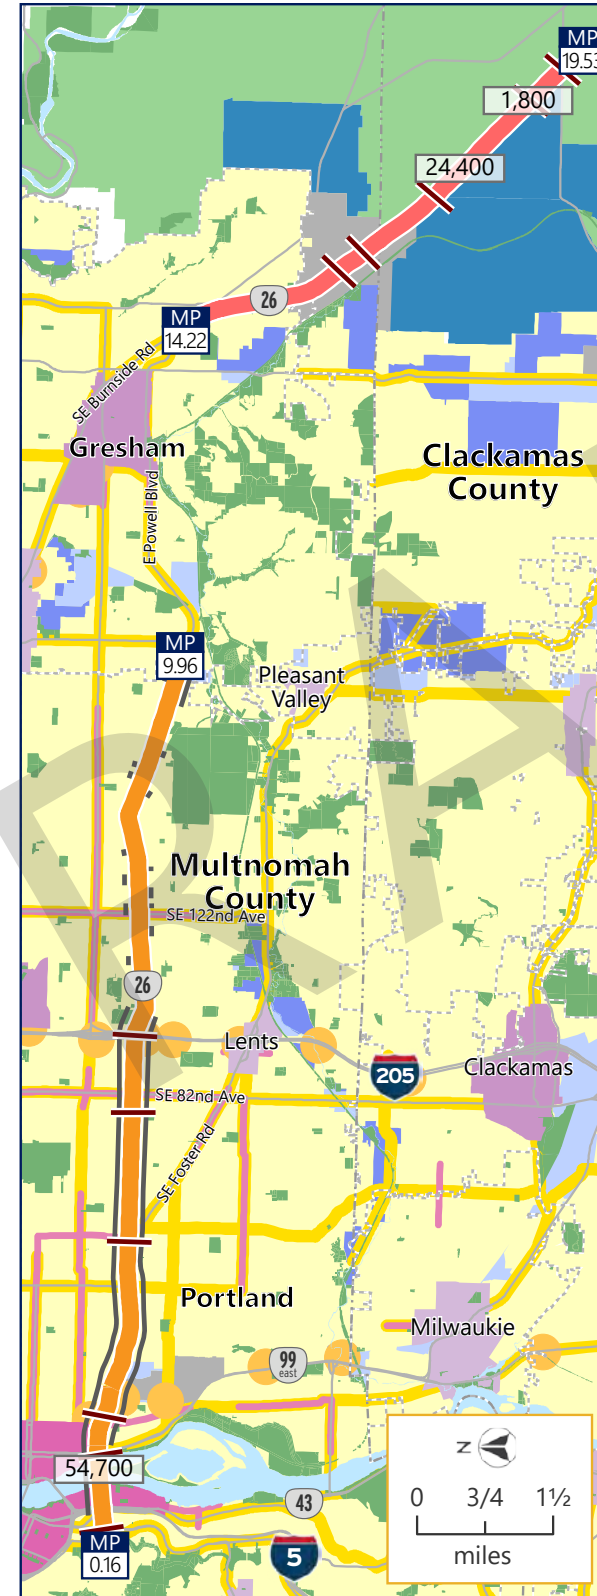 MP
19.53
1,800
24,400
26
MP
14.22
SE Burnside Rd
Gresham
Clackamas
County
E Powell Blvd
MP
9.96
Pleasant
Valley
Multnomah
County
SE 122nd Ave
26
Lents
205
Clackamas
SE 82nd Ave
SE Foster Rd
Portland
Milwaukie
99
east
54,700
43
MP
0.16
5
N
0 3/4 1½
miles